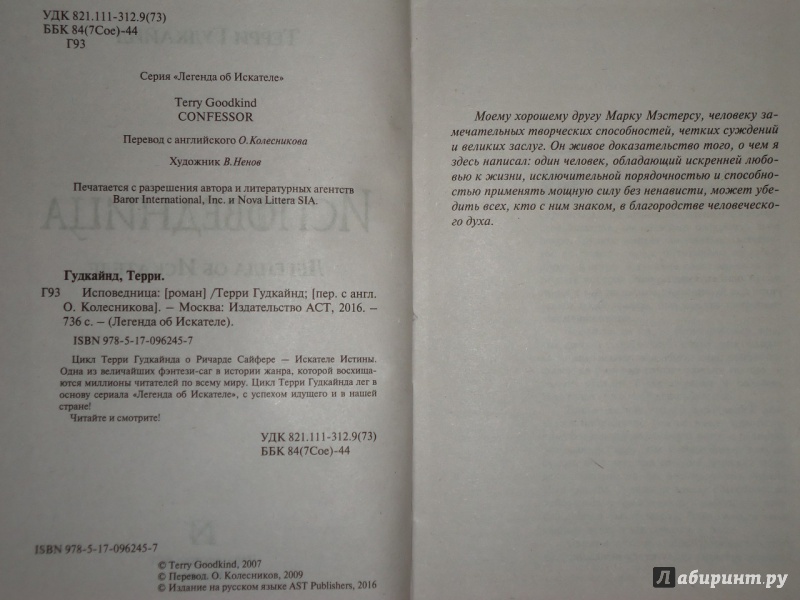 УДК 821.111-312.9(73)
ББК 84(7Сое)-44
Г93
Серия «Легенда об Искателе»
Terry Goodkind
CONFESSOR
Перевод с английского О.Колесникова
Художник В.Ненов
Печатается с разрешения автора и литературных агентств
Baror International, Inc. и Nova Littera SIA.
Гудкайнд, Терри.
Г93 Исповедница: [роман] /Терри Гудкайнд; [пер. с англ.
О. Колесникова]. – Москва: Издательство АСТ, 2016. –
736 с. – (Легенда об Искателе).
ISBN 978-5-17-096245-7
Цикл Терри Гудкайнда о Ричарде Сайфере — Искателе Истины.
Одна из величайших фэнтези-саг в истории жанра, которой восхища-
ются миллионы читателей по всему миру. Цикл Терри Гудкайнда лег в
основу сериала «Легенда об Искателе», с успехом идущего и в нашей
стране!
Читайте и смотрите!
УДК 821.111-312.9(73)
ББК 84(7Сое)-44
ISBN 978-5-17-096245-7
© Terry Goodkind, 2007
© Перевод. О. Колесников, 2009
© Издание на русском языке AST Publishers, 2016
Моему хорошему другу Марку Мэстерсу, человеку за-
мечательных творческих способностей, четких суждений
и великих заслуг. Он живое доказательство того, о чем я
здесь написал: один человек, обладающий искренней любо-
вью к жизни, исключительной порядочностью и способно-
стью применять мощную силу без ненависти, может убе-
дить всех, кто с ним знаком, в благородстве человеческо-
го духа.
Лабиринт.ру